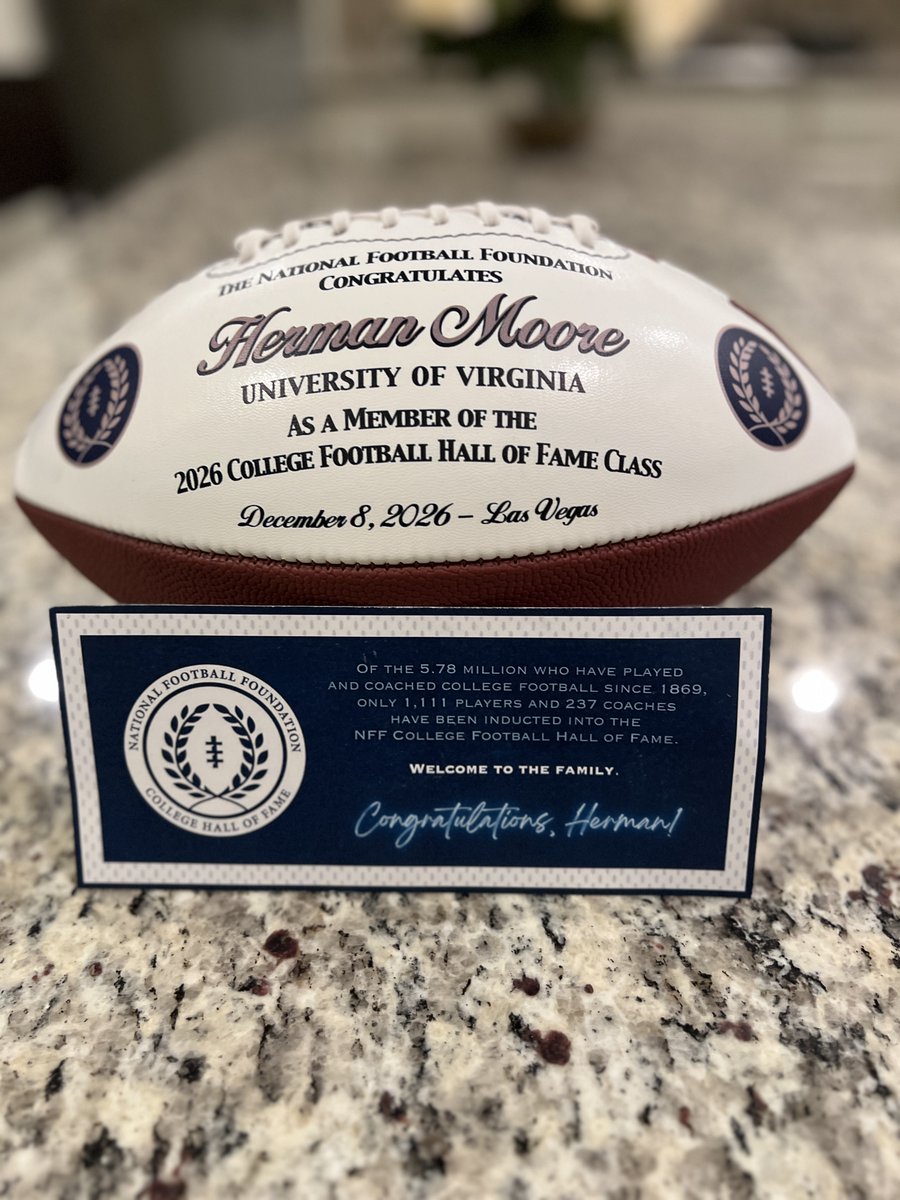 THE NATIONAL FOOTBALL FOUNDATION
CONGRATULATES
Herman Moore
UNIVERSITY OF VIRGINIA
AS A MEMBER OF THE
2026 COLLEGE FOOTBALL HALL OF FAME CLASS
December 8, 2026 – Las Vegas
NATIONAL FOOTBALL FOUNDATION
COLLEGE HALL OF FAME
OF THE 5.78 MILLION WHO HAVE PLAYED
AND COACHED COLLEGE FOOTBALL SINCE 1869,
ONLY 1,111 PLAYERS AND 237 COACHES
HAVE BEEN INDUCTED INTO THE
NFF COLLEGE FOOTBALL HALL OF FAME.
WELCOME TO THE FAMILY.
Congratulations, Herman!